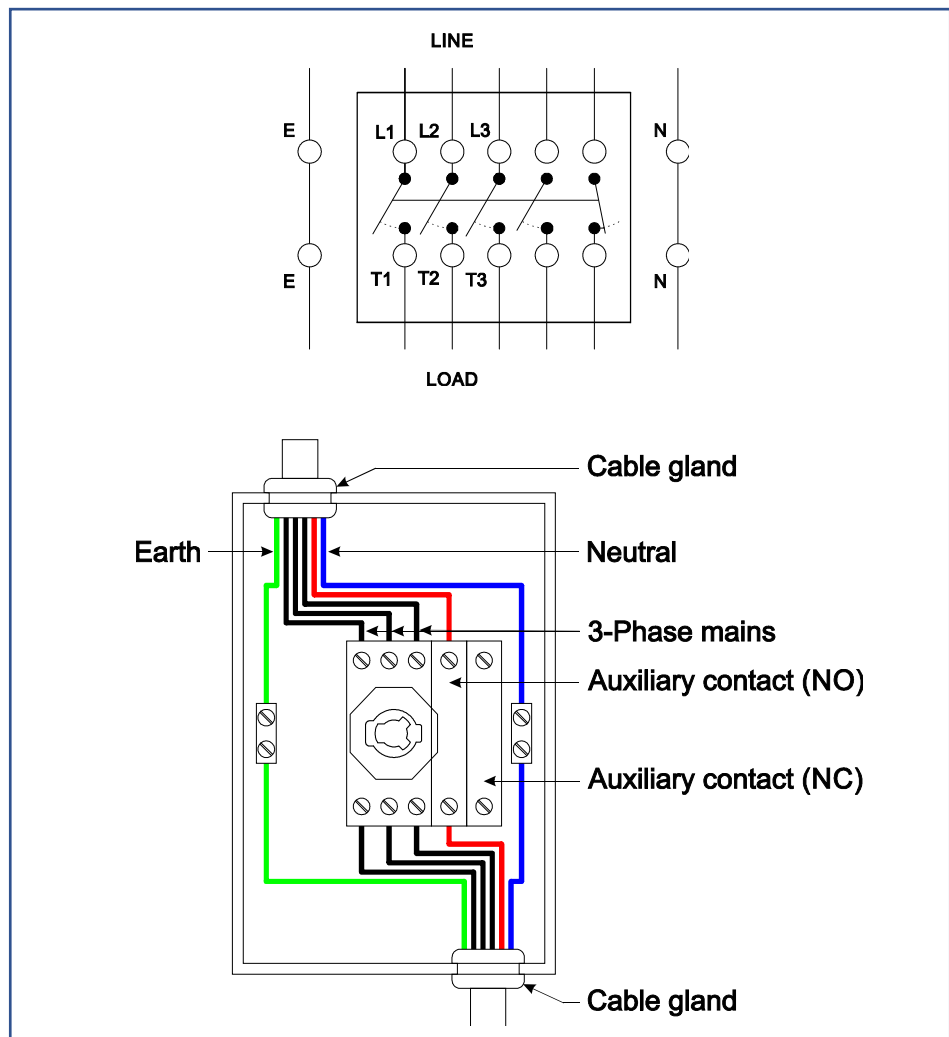 LINE
E L1 L2 L3 N
E T1 T2 T3 N
LOAD
Cable gland
Earth Neutral
3-Phase mains
Auxiliary contact (NO)
Auxiliary contact (NC)
Cable gland